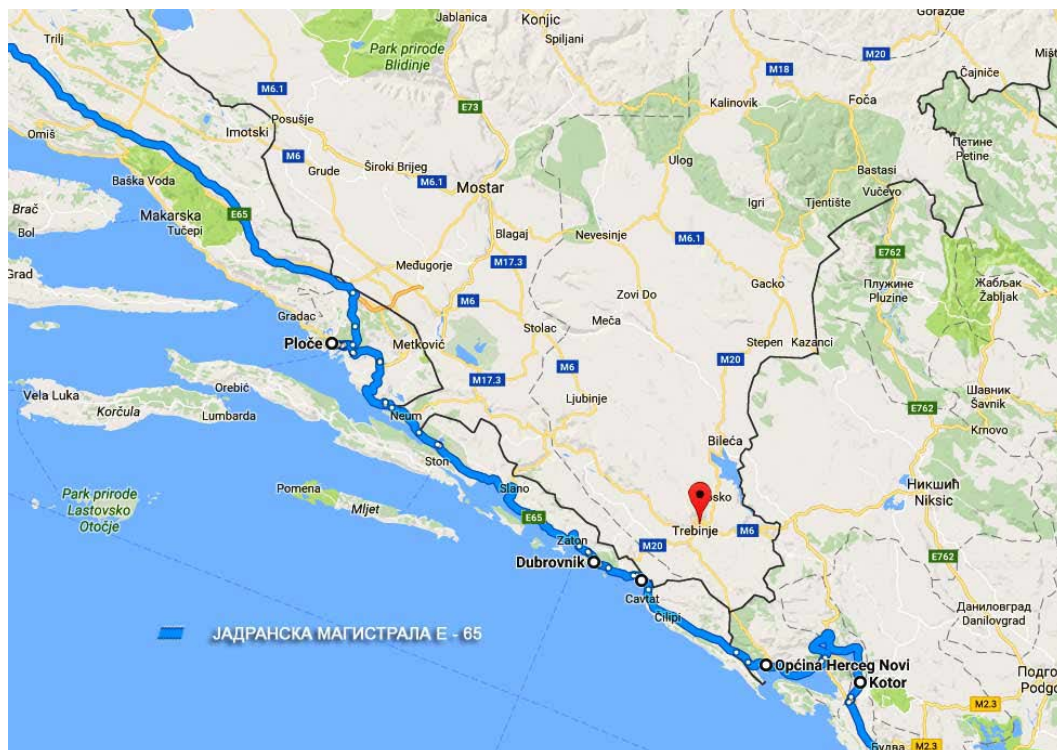 Goražde
Trilj
Konjic
Jablanica
Spiljani
M20
Čajniče
Park prirode
Blidinje
M18
Foča
M6.1
E73
Kalinovik
Posušje
Omiš
Imotski
M6
Široki Brijeg
Ulog
Петине
Petine
Grude
M6.1
Bastasi
Baška Voda
Mostar
Vučevo
Brač
Bol
Makarska
Tučepi
E65
Igri
Tjentište
Blagaj
Nevesinje
M6.1
E762
Međugorje
M17.3
Gacko
Плужине
Pluzine
Жабљак
Žabljak
Grad
Zovi Do
M6
Gradac
Meča
Stolac
Stepen
Kazanci
Ploče
Metković
M20
M6
Orebić
M17.3
Шавник
Šavnik
Vela Luka
Ljubinje
E762
Korčula
Lumbarda
Neum
Krnovo
Bileća
Ston
Никшић
Niksic
Pomena
Slano
Park prirode
Lastovsko
Otočje
Mljet
E65
Trebinje
M6
Zaton
M20
E762
Dubrovnik
Cavtat
Даниловград
Danilovgrad
Čilipi
ЈАДРАНСКА МАГИСТРАЛА Е - 65
Općina Herceg Novi
Kotor
M2.3
M2.3
Будва